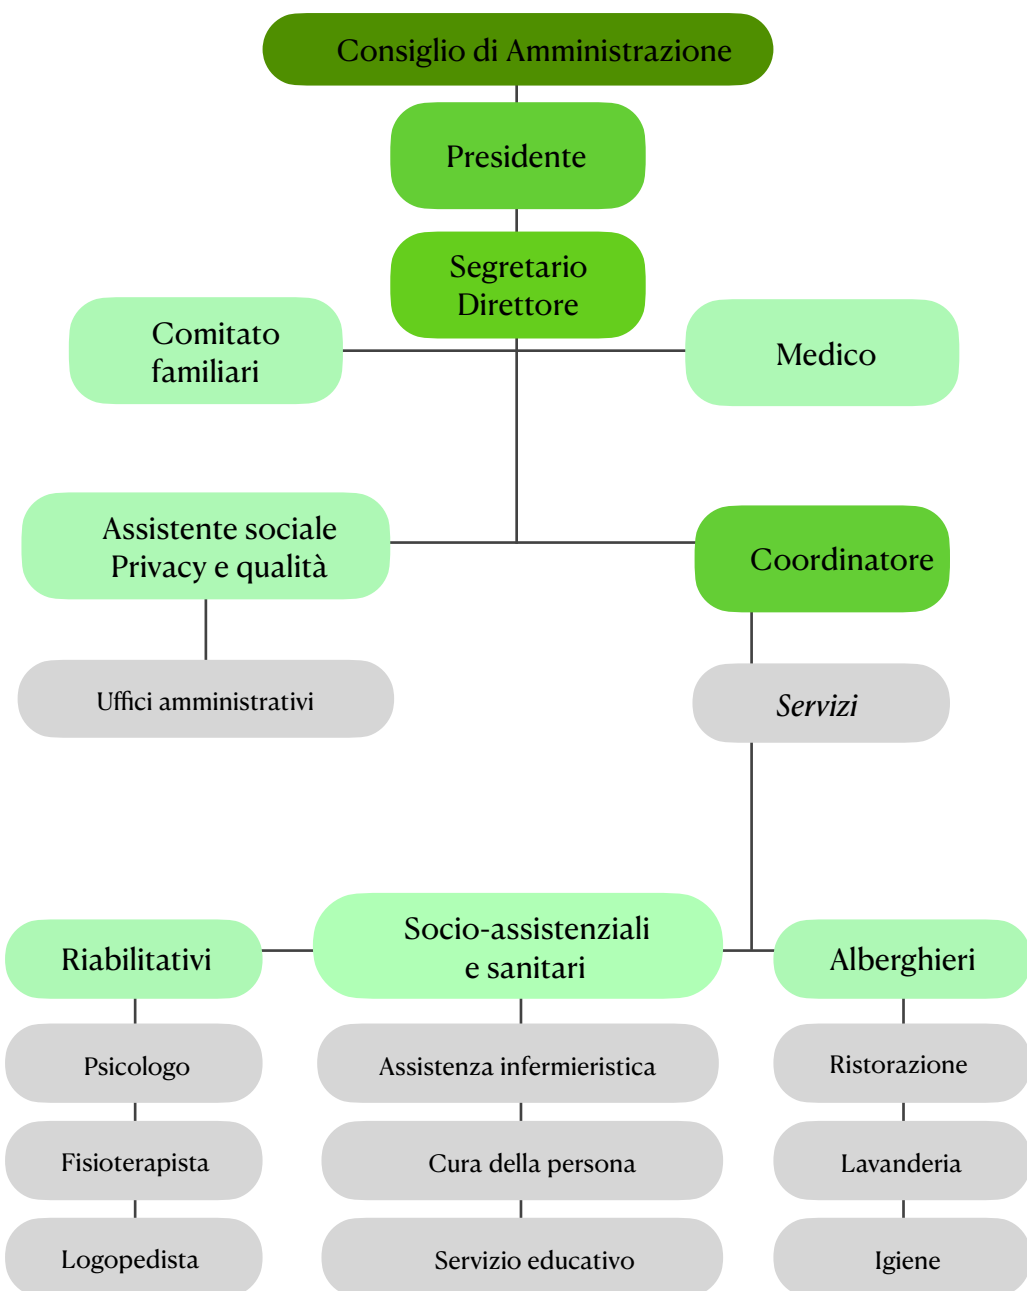 Consiglio di Amministrazione
Presidente
Segretario
Direttore
Comitato
familiari
Medico
Assistente sociale
Privacy e qualità
Coordinatore
Uffici amministrativi
Servizi
Riabilitativi
Socio-assistenziali
e sanitari
Alberghieri
Psicologo
Assistenza infermieristica
Ristorazione
Fisioterapista
Cura della persona
Lavanderia
Logopedista
Servizio educativo
Igiene